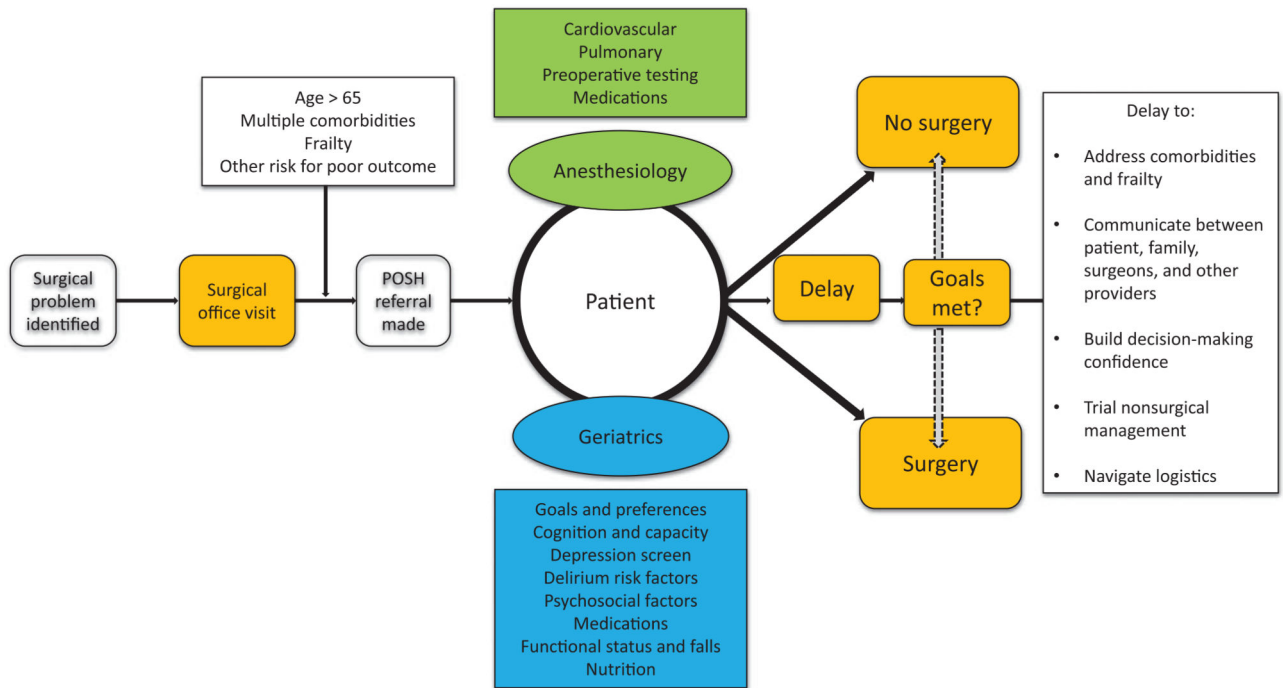 Surgical
problem
identified
Surgical
office visit
Age > 65
Multiple comorbidities
Frailty
Other risk for poor outcome
POSH
referral
made
Cardiovascular
Pulmonary
Preoperative testing
Medications
Anesthesiology
Patient
Geriatrics
Goals and preferences
Cognition and capacity
Depression screen
Delirium risk factors
Psychosocial factors
Medications
Functional status and falls
Nutrition
No surgery
Delay
Goals
met?
Surgery
Delay to:
• Address comorbidities
and frailty
• Communicate between
patient, family,
surgeons, and other
providers
• Build decision-making
confidence
• Trial nonsurgical
management
• Navigate logistics